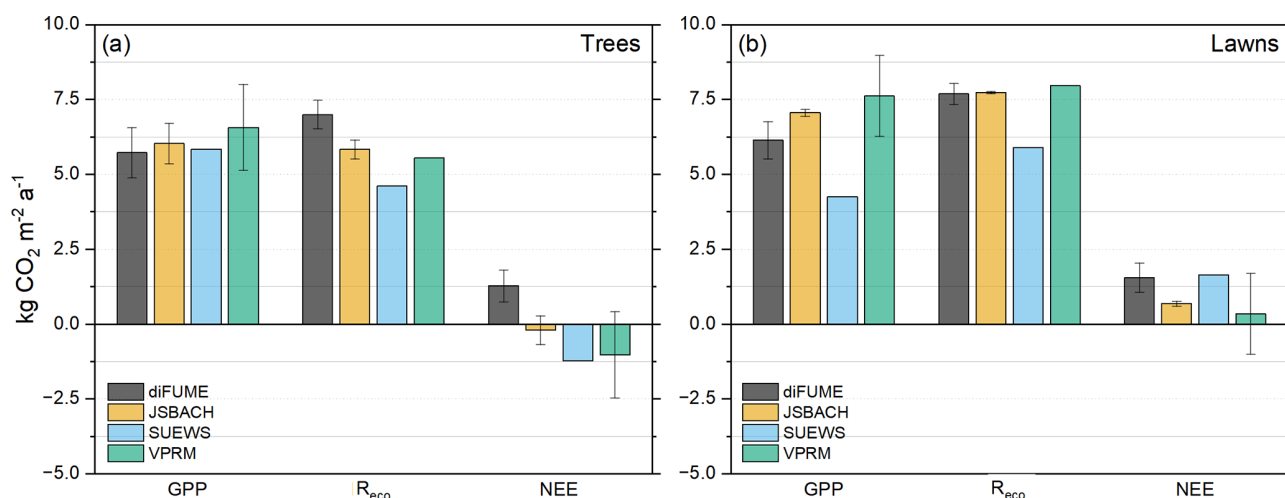 (a)
Trees
10.0
7.5
5.0
2.5
0.0
−2.5
−5.0
kg CO₂ m⁻² a⁻¹
diFUME
JSBACH
SUEWS
VPRM
GPP
Reco
NEE
(b)
Lawns
10.0
7.5
5.0
2.5
0.0
−2.5
−5.0
diFUME
JSBACH
SUEWS
VPRM
GPP
Reco
NEE